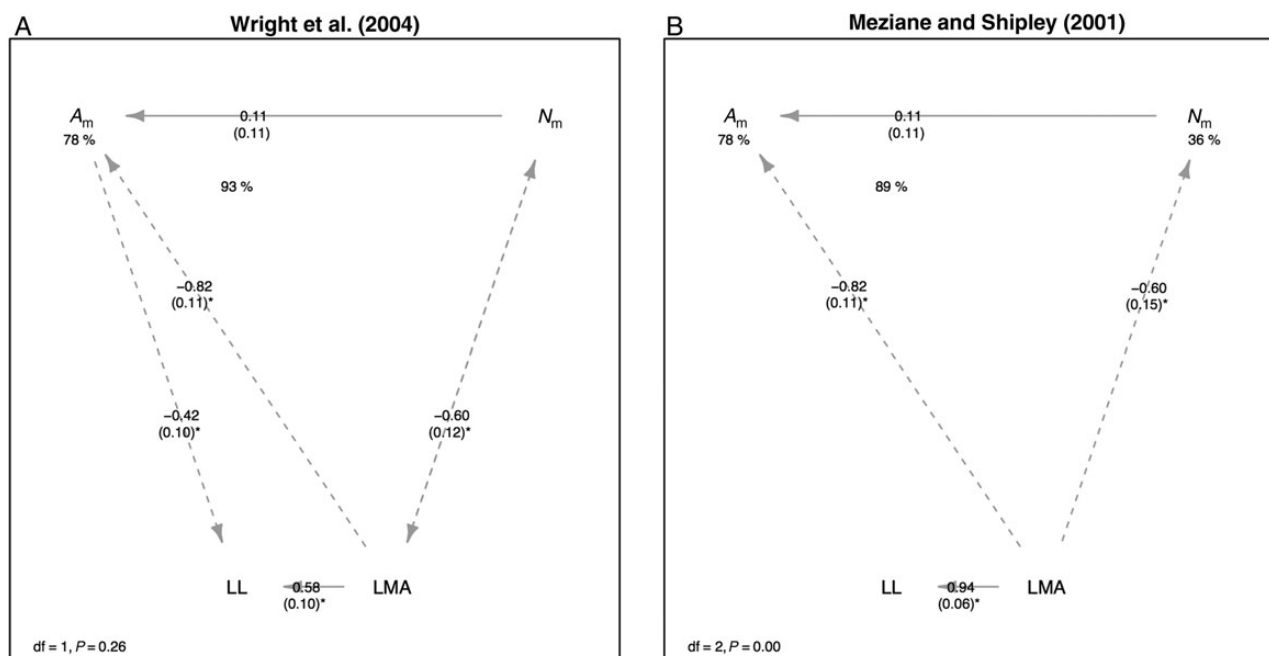 A
Wright et al. (2004)
Am
0.11
(0.11)
Nm
78 %
93 %
−0.82
(0.11)*
−0.42
(0.10)*
−0.60
(0.12)*
LL
0.58
(0.10)*
LMA
df = 1, P = 0.26
B
Meziane and Shipley (2001)
Am
0.11
(0.11)
Nm
78 %
36 %
89 %
−0.82
(0.11)*
−0.60
(0.15)*
LL
0.94
(0.06)*
LMA
df = 2, P = 0.00